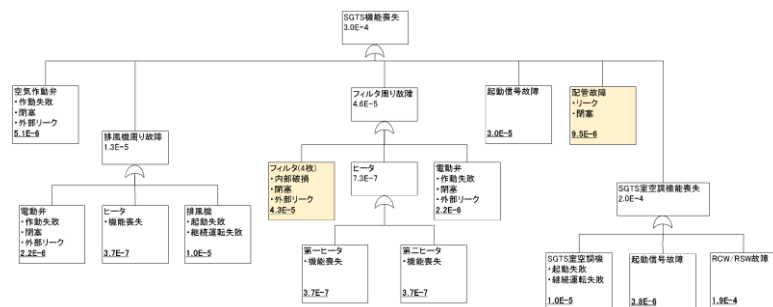 SGTS機能喪失
3.0E-4
空気作動弁
・作動失敗
・閉塞
・外部リーク
5.1E-6
排風機周り故障
1.3E-5
フィルタ周り故障
4.6E-5
起動信号故障
3.0E-5
配管故障
・リーク
・閉塞
9.5E-6
SGTS室空調機能喪失
2.0E-4
電動弁
・作動失敗
・閉塞
・外部リーク
2.2E-6
ヒータ
・機能喪失
3.7E-7
排風機
・起動失敗
・継続運転失敗
1.0E-5
フィルタ(4枚)
・内部破損
・閉塞
・外部リーク
4.3E-5
ヒータ
7.3E-7
電動弁
・作動失敗
・閉塞
・外部リーク
2.2E-6
第一ヒータ
・機能喪失
3.7E-7
第二ヒータ
・機能喪失
3.7E-7
SGTS室空調機
・起動失敗
・継続運転失敗
1.0E-5
起動信号故障
3.8E-6
RCW/RSW故障
1.9E-4